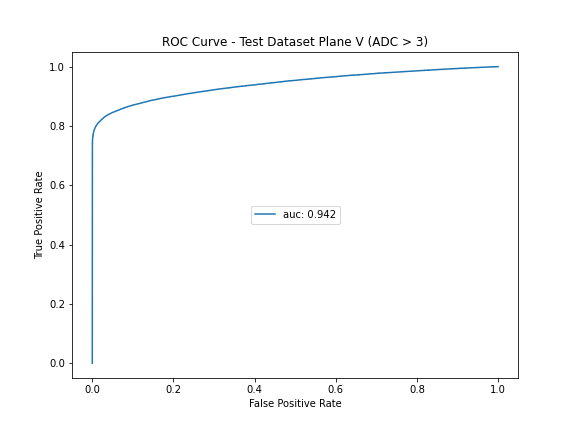 ROC Curve - Test Dataset Plane V (ADC > 3)
1.0
0.8
0.6
0.4
0.2
0.0
True Positive Rate
auc: 0.942
0.0 0.2 0.4 0.6 0.8 1.0
False Positive Rate